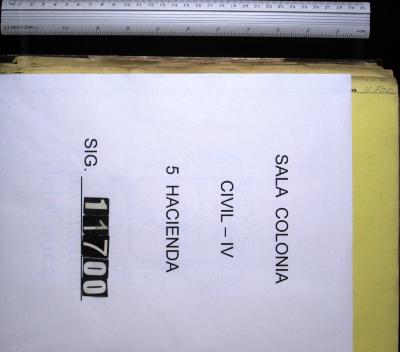 SALA COLONIA
CIVIL – IV
5 HACIENDA
SIG. 11700